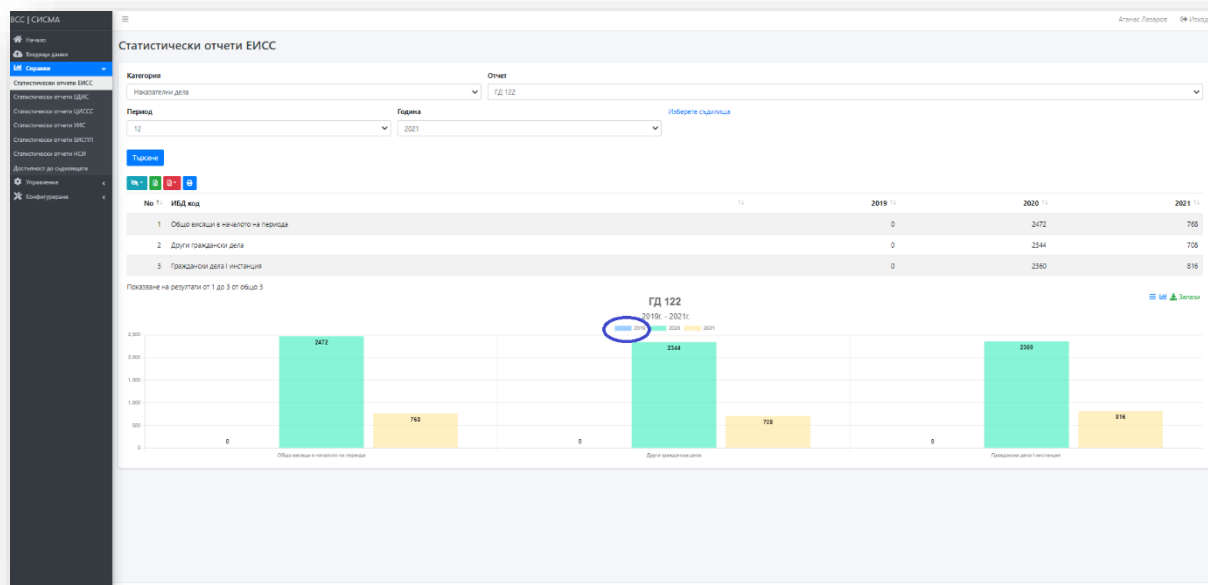 ВСС | СИСМА
Атанас Лазаров Изход
Начало
Входящи данни
Справки
Статистически отчети ЕИСС
Статистически отчети ЕДИС
Статистически отчети ЦИССС
Статистически отчети УИС
Статистически отчети ЕИСПП
Статистически отчети НСИ
Достъпност до съдилищата
Управление
Конфигуриране
Статистически отчети ЕИСС
Категория Отчет
Наказателни дела ГД 122
Период Година Изберете съдилища
12 2021
Търсене
No ИБД код 2019 2020 2021
1 Общо висящи в началото на периода 0 2472 768
2 Други граждански дела 0 2344 708
3 Граждански дела I инстанция 0 2360 816
Показване на резултати от 1 до 3 от общо 3
Запази
ГД 122
2019г. - 2021г.
2019 2020 2021
2,500
2,000
1,500
1,000
500
0
2472 2344 2360
768 708 816
0 0 0
Общо висящи в началото на периода Други граждански дела Граждански дела I инстанция